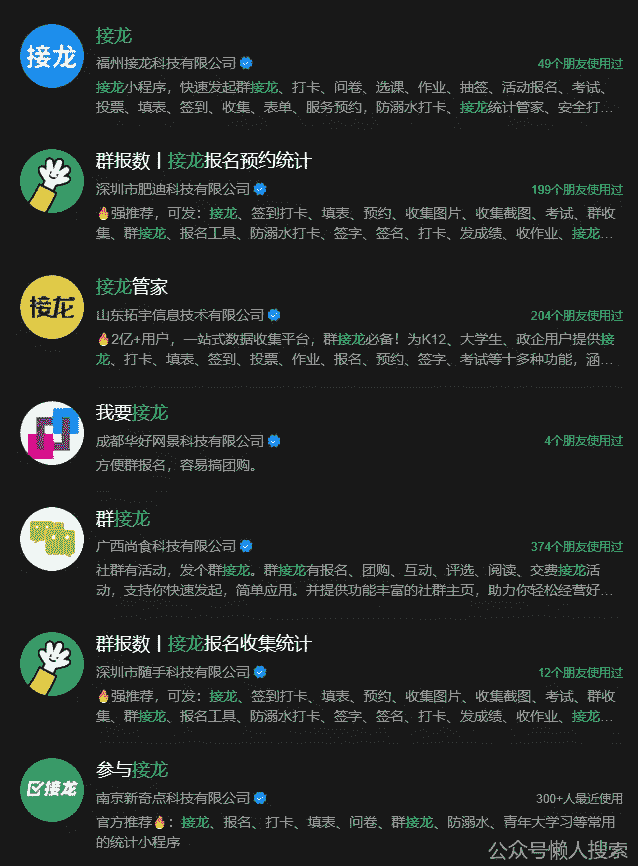 接龙
接龙
福州接龙科技有限公司
49个朋友使用过
接龙小程序，快速发起群接龙、打卡、问卷、选课、作业、抽签、活动报名、考试、
投票、填表、签到、收集、表单、服务预约，防溺水打卡、接龙统计管家、安全打...
群报数丨接龙报名预约统计
深圳市肥迪科技有限公司
199个朋友使用过
强推荐，可发：接龙、签到打卡、填表、预约、收集图片、收集截图、考试、群收
集、群接龙、报名工具、防溺水打卡、签字、签名、打卡、发成绩、收作业、接龙...
接龙
接龙管家
山东拓宇信息技术有限公司
204个朋友使用过
2亿+用户，一站式数据收集平台，群接龙必备！为K12、大学生、政企用户提供接
龙、打卡、填表、签到、投票、作业、报名、预约、签字、考试等十多种功能，涵...
我要接龙
成都华好网景科技有限公司
4个朋友使用过
方便群报名，容易搞团购。
群接龙
广西尚食科技有限公司
374个朋友使用过
社群有活动，发个群接龙。群接龙有报名、团购、互动、评选、阅读、交费接龙活
动，支持你快速发起，简单应用。并提供功能丰富的社群主页，助力你轻松经营好...
群报数丨接龙报名收集统计
深圳市随手科技有限公司
12个朋友使用过
强推荐，可发：接龙、签到打卡、填表、预约、收集图片、收集截图、考试、群收
集、群接龙、报名工具、防溺水打卡、签字、签名、打卡、发成绩、收作业、接龙...
接龙
参与接龙
南京新奇点科技有限公司
300+人最近使用
官方推荐：接龙、报名、打卡、填表、问卷、群接龙、防溺水、青年大学习等常用
的统计小程序
公众号懒人搜索